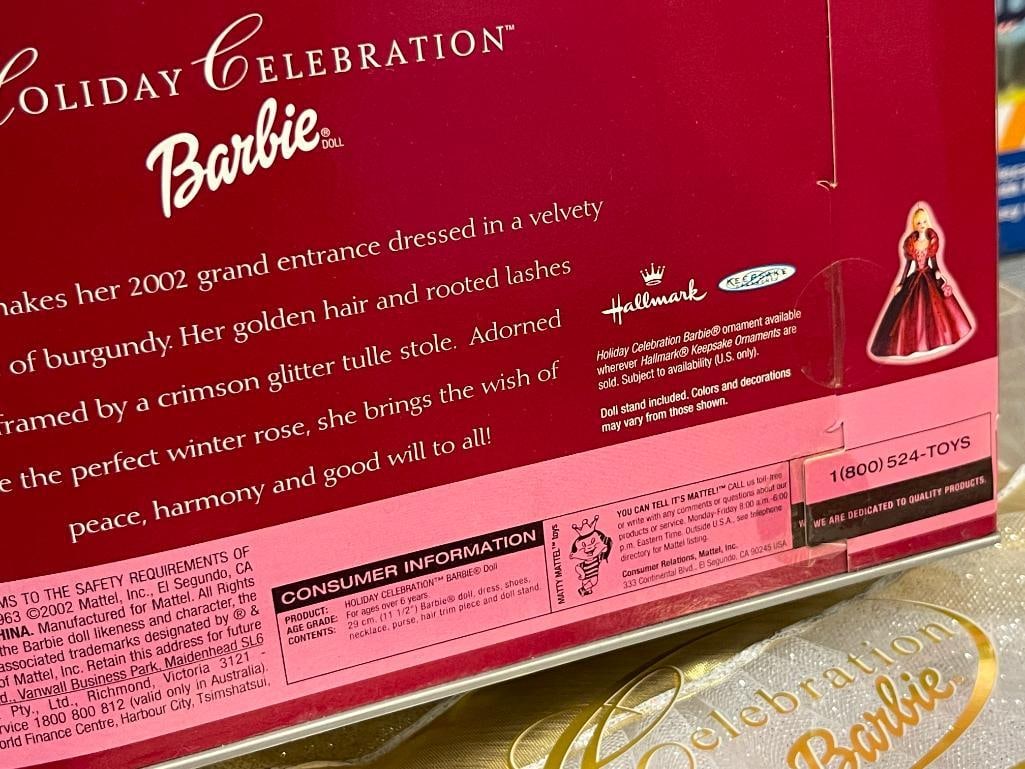 HOLIDAY CELEBRATION™
Barbie® DOLL
makes her 2002 grand entrance dressed in a velvety
of burgundy. Her golden hair and rooted lashes
framed by a crimson glitter tulle stole. Adorned
e the perfect winter rose, she brings the wish of
peace, harmony and good will to all!
Hallmark
KEEPSAKE
Holiday Celebration Barbie® ornament available
wherever Hallmark® Keepsake Ornaments are
sold. Subject to availability (U.S. only).
Doll stand included. Colors and decorations
may vary from those shown.
MS TO THE SAFETY REQUIREMENTS OF
963 ©2002 Mattel, Inc., El Segundo, CA
HINA. Manufactured for Mattel. All Rights
the Barbie doll likeness and character, the
associated trademarks designated by ® &
of Mattel, Inc. Retain this address for future
d., Vanwall Business Park, Maidenhead SL6
Pty., Ltd., Richmond, Victoria 3121 -
rvice 1800 800 812 (valid only in Australia).
orld Finance Centre, Harbour City, Tsimshatsui,
CONSUMER INFORMATION
PRODUCT: HOLIDAY CELEBRATION™ BARBIE® Doll
AGE GRADE: For ages over 6 years.
CONTENTS: 29 cm. (11 1/2") Barbie® doll, dress, shoes,
necklace, purse, hair trim piece and doll stand.
MATTY MATTEL™ toys
YOU CAN TELL IT'S MATTEL!™ CALL us toll-free
or write with any comments or questions about our
products or service. Monday-Friday 8:00 a.m.-6:00
p.m. Eastern Time. Outside U.S.A., see telephone
directory for Mattel listing.
Consumer Relations, Mattel, Inc.
333 Continental Blvd., El Segundo, CA 90245 USA
1(800) 524-TOYS
W WE ARE DEDICATED TO QUALITY PRODUCTS.
Celebration
Barbie